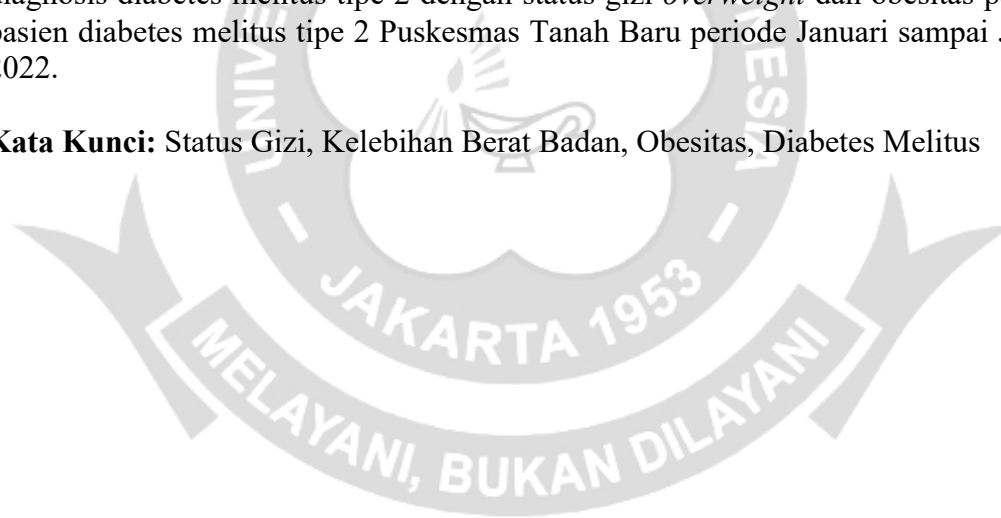 diagnosis diabetes melitus tipe 2 dengan status gizi overweight dan obesitas
pasien diabetes melitus tipe 2 Puskesmas Tanah Baru periode Januari sampai
2022.
Kata Kunci: Status Gizi, Kelebihan Berat Badan, Obesitas, Diabetes Melitus
JAKARTA 1953
MELAYANI, BUKAN DILAYANI